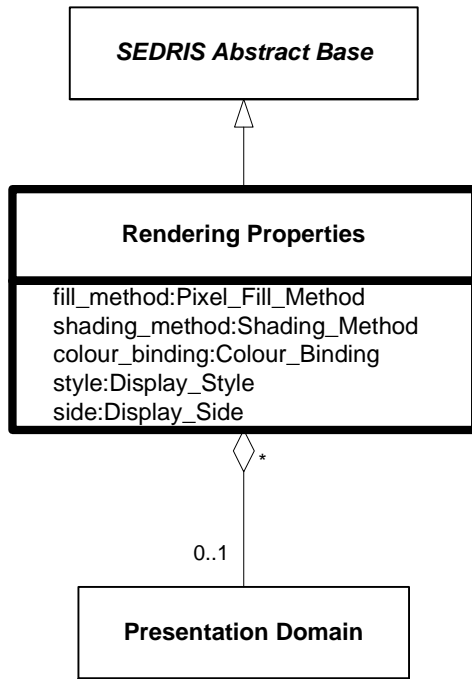 SEDRIS Abstract Base
Rendering Properties
fill_method:Pixel_Fill_Method
shading_method:Shading_Method
colour_binding:Colour_Binding
style:Display_Style
side:Display_Side
*
0..1
Presentation Domain